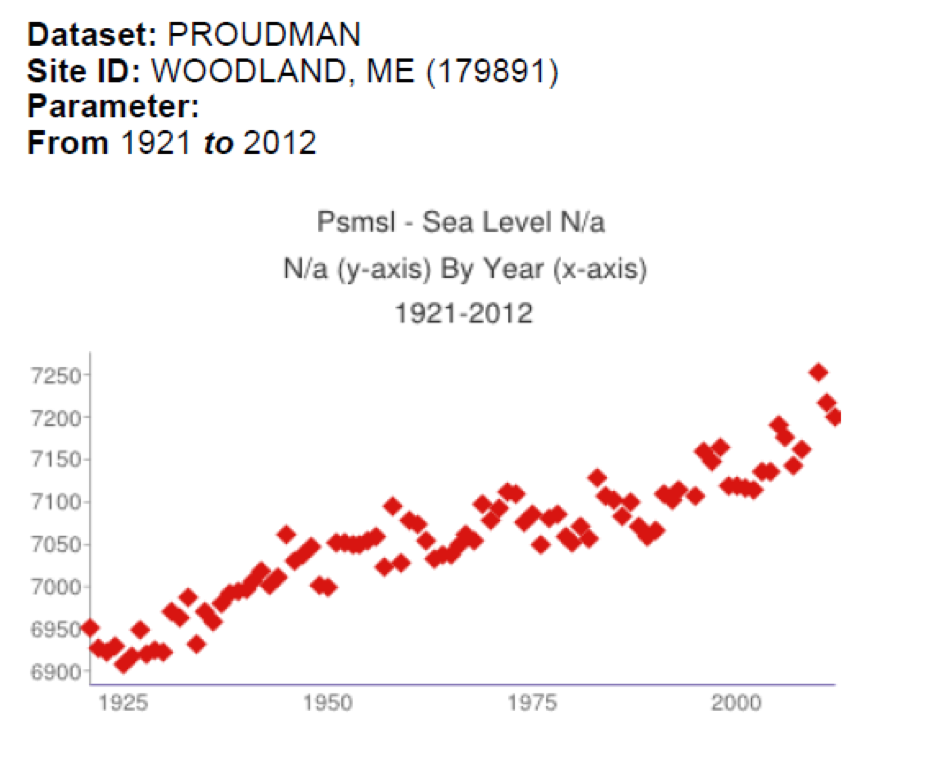 Dataset: PROUDMAN
Site ID: WOODLAND, ME (179891)
Parameter:
From 1921 to 2012
Psmsl - Sea Level N/a
N/a (y-axis) By Year (x-axis)
1921-2012
7250
7200
7150
7100
7050
7000
6950
6900
1925 1950 1975 2000